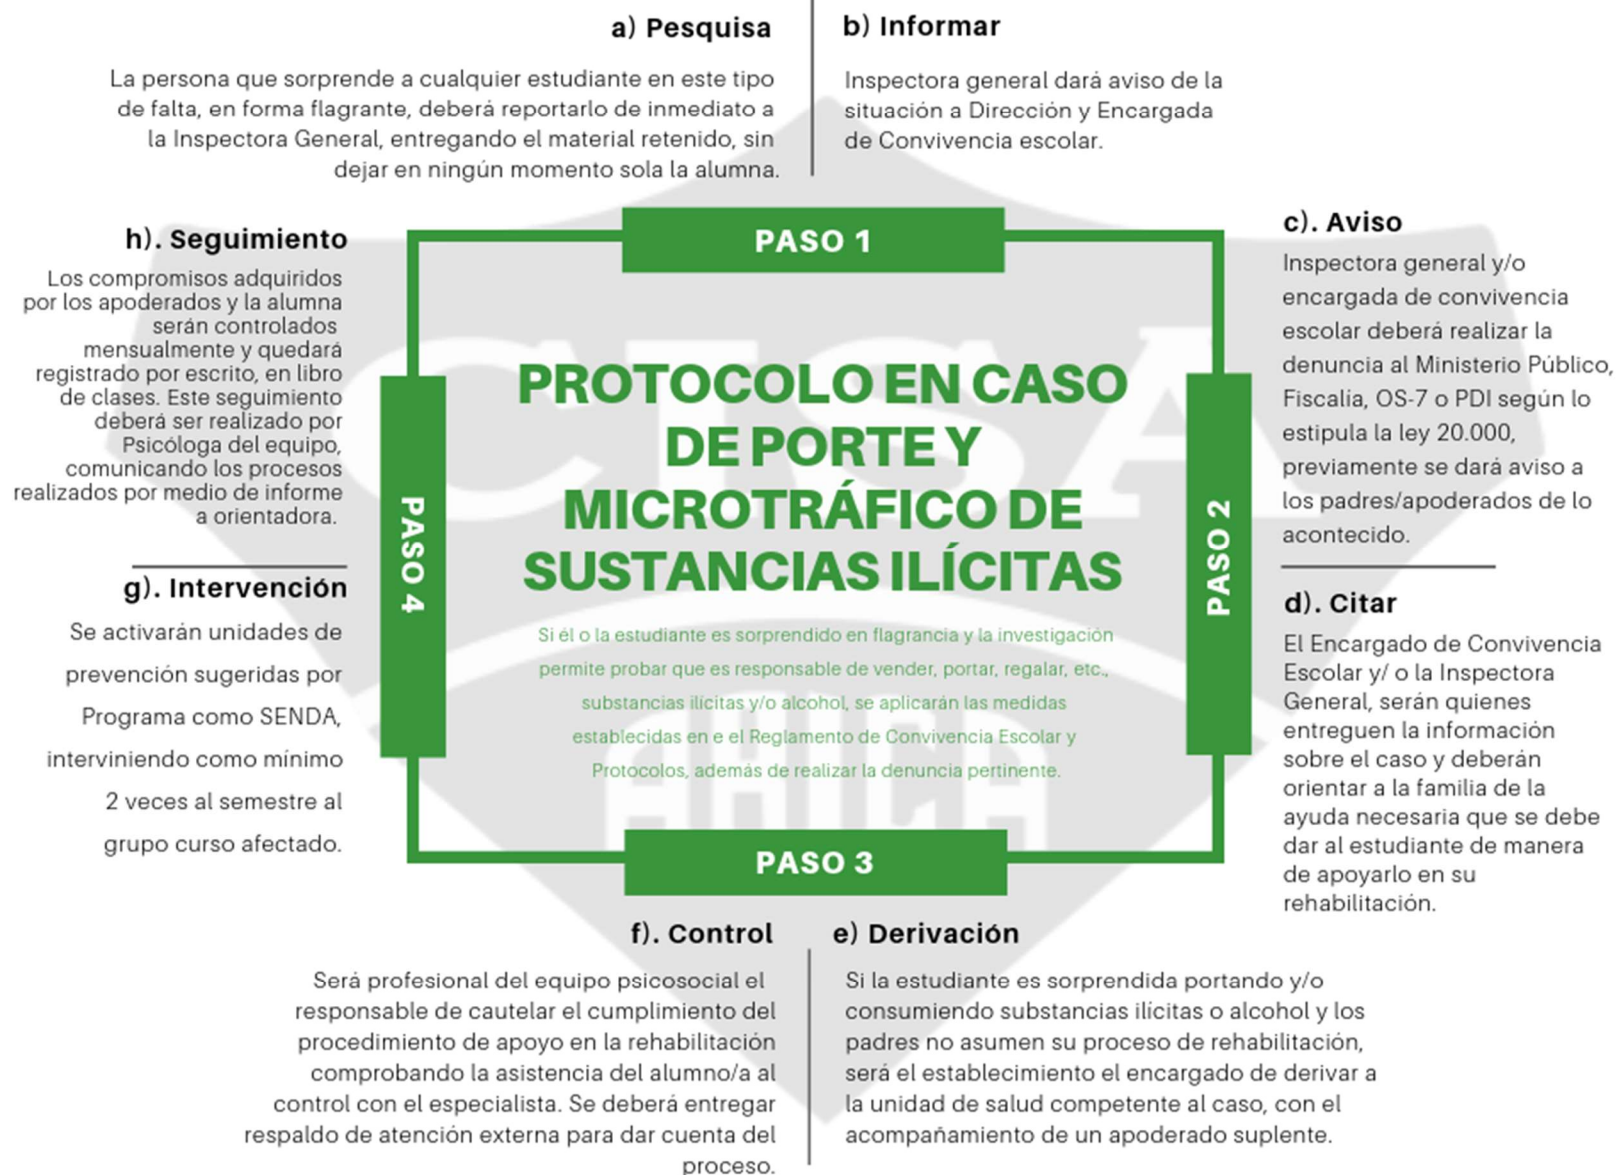 a) Pesquisa
La persona que sorprende a cualquier estudiante en este tipo
de falta, en forma flagrante, deberá reportarlo de inmediato a
la Inspectora General, entregando el material retenido, sin
dejar en ningún momento sola la alumna.
b) Informar
Inspectora general dará aviso de la
situación a Dirección y Encargada
de Convivencia escolar.
PASO 1
c). Aviso
Inspectora general y/o
encargada de convivencia
escolar deberá realizar la
denuncia al Ministerio Público,
Fiscalía, OS-7 o PDI según lo
estipula la ley 20.000,
previamente se dará aviso a
los padres/apoderados de lo
acontecido.
PASO 2
d). Citar
El Encargado de Convivencia
Escolar y/ o la Inspectora
General, serán quienes
entreguen la información
sobre el caso y deberán
orientar a la familia de la
ayuda necesaria que se debe
dar al estudiante de manera
de apoyarlo en su
rehabilitación.
PROTOCOLO EN CASO
DE PORTE Y
MICROTRÁFICO DE
SUSTANCIAS ILÍCITAS
Si él o la estudiante es sorprendido en flagrancia y la investigación
permite probar que es responsable de vender, portar, regalar, etc.,
substancias ilícitas y/o alcohol, se aplicarán las medidas
establecidas en e el Reglamento de Convivencia Escolar y
Protocolos, además de realizar la denuncia pertinente.
CISA
AHICA
PASO 3
e) Derivación
Si la estudiante es sorprendida portando y/o
consumiendo substancias ilícitas o alcohol y los
padres no asumen su proceso de rehabilitación,
será el establecimiento el encargado de derivar a
la unidad de salud competente al caso, con el
acompañamiento de un apoderado suplente.
f). Control
Será profesional del equipo psicosocial el
responsable de cautelar el cumplimiento del
procedimiento de apoyo en la rehabilitación
comprobando la asistencia del alumno/a al
control con el especialista. Se deberá entregar
respaldo de atención externa para dar cuenta del
proceso.
PASO 4
g). Intervención
Se activarán unidades de
prevención sugeridas por
Programa como SENDA,
interviniendo como mínimo
2 veces al semestre al
grupo curso afectado.
h). Seguimiento
Los compromisos adquiridos
por los apoderados y la alumna
serán controlados
mensualmente y quedará
registrado por escrito, en libro
de clases. Este seguimiento
deberá ser realizado por
Psicóloga del equipo,
comunicando los procesos
realizados por medio de informe
a orientadora.